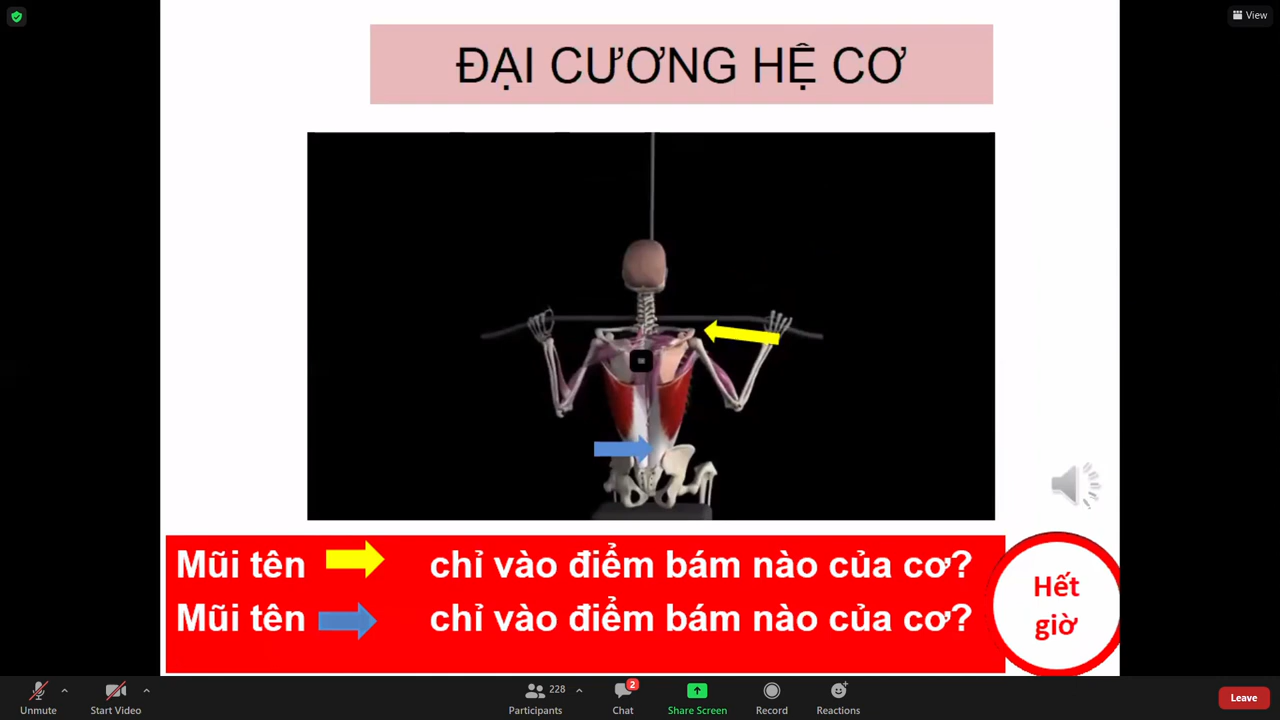 View
ĐẠI CƯƠNG HỆ CƠ
Mũi tên chỉ vào điểm bám nào của cơ?
Mũi tên chỉ vào điểm bám nào của cơ?
Hết
giờ
Unmute
Start Video
228
Participants
2
Chat
Share Screen
Record
Reactions
Leave